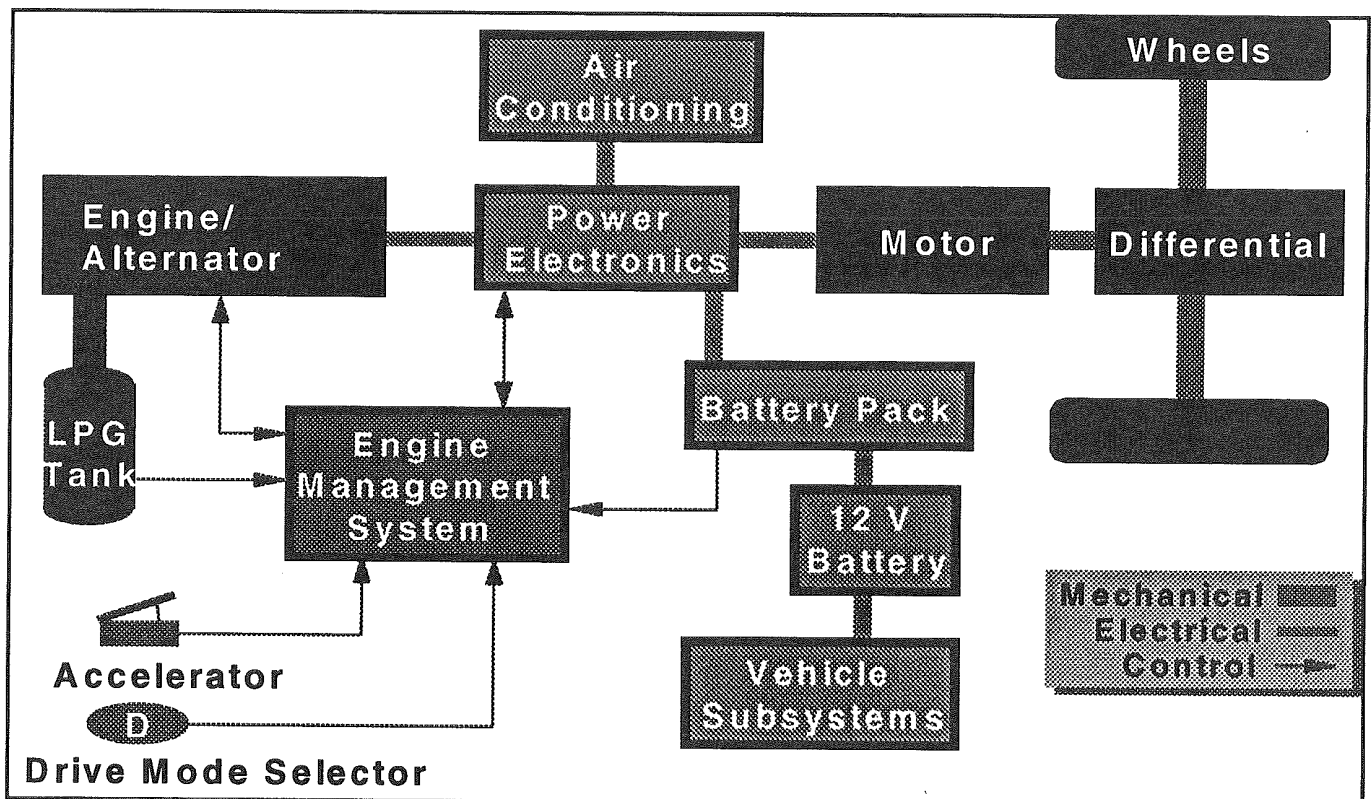 Air
Conditioning
Wheels
Engine/
Alternator
Power
Electronics
Motor
Differential
LPG
Tank
Engine
Management
System
Battery Pack
12 V
Battery
Mechanical
Electrical
Control
Accelerator
Vehicle
Subsystems
D
Drive Mode Selector